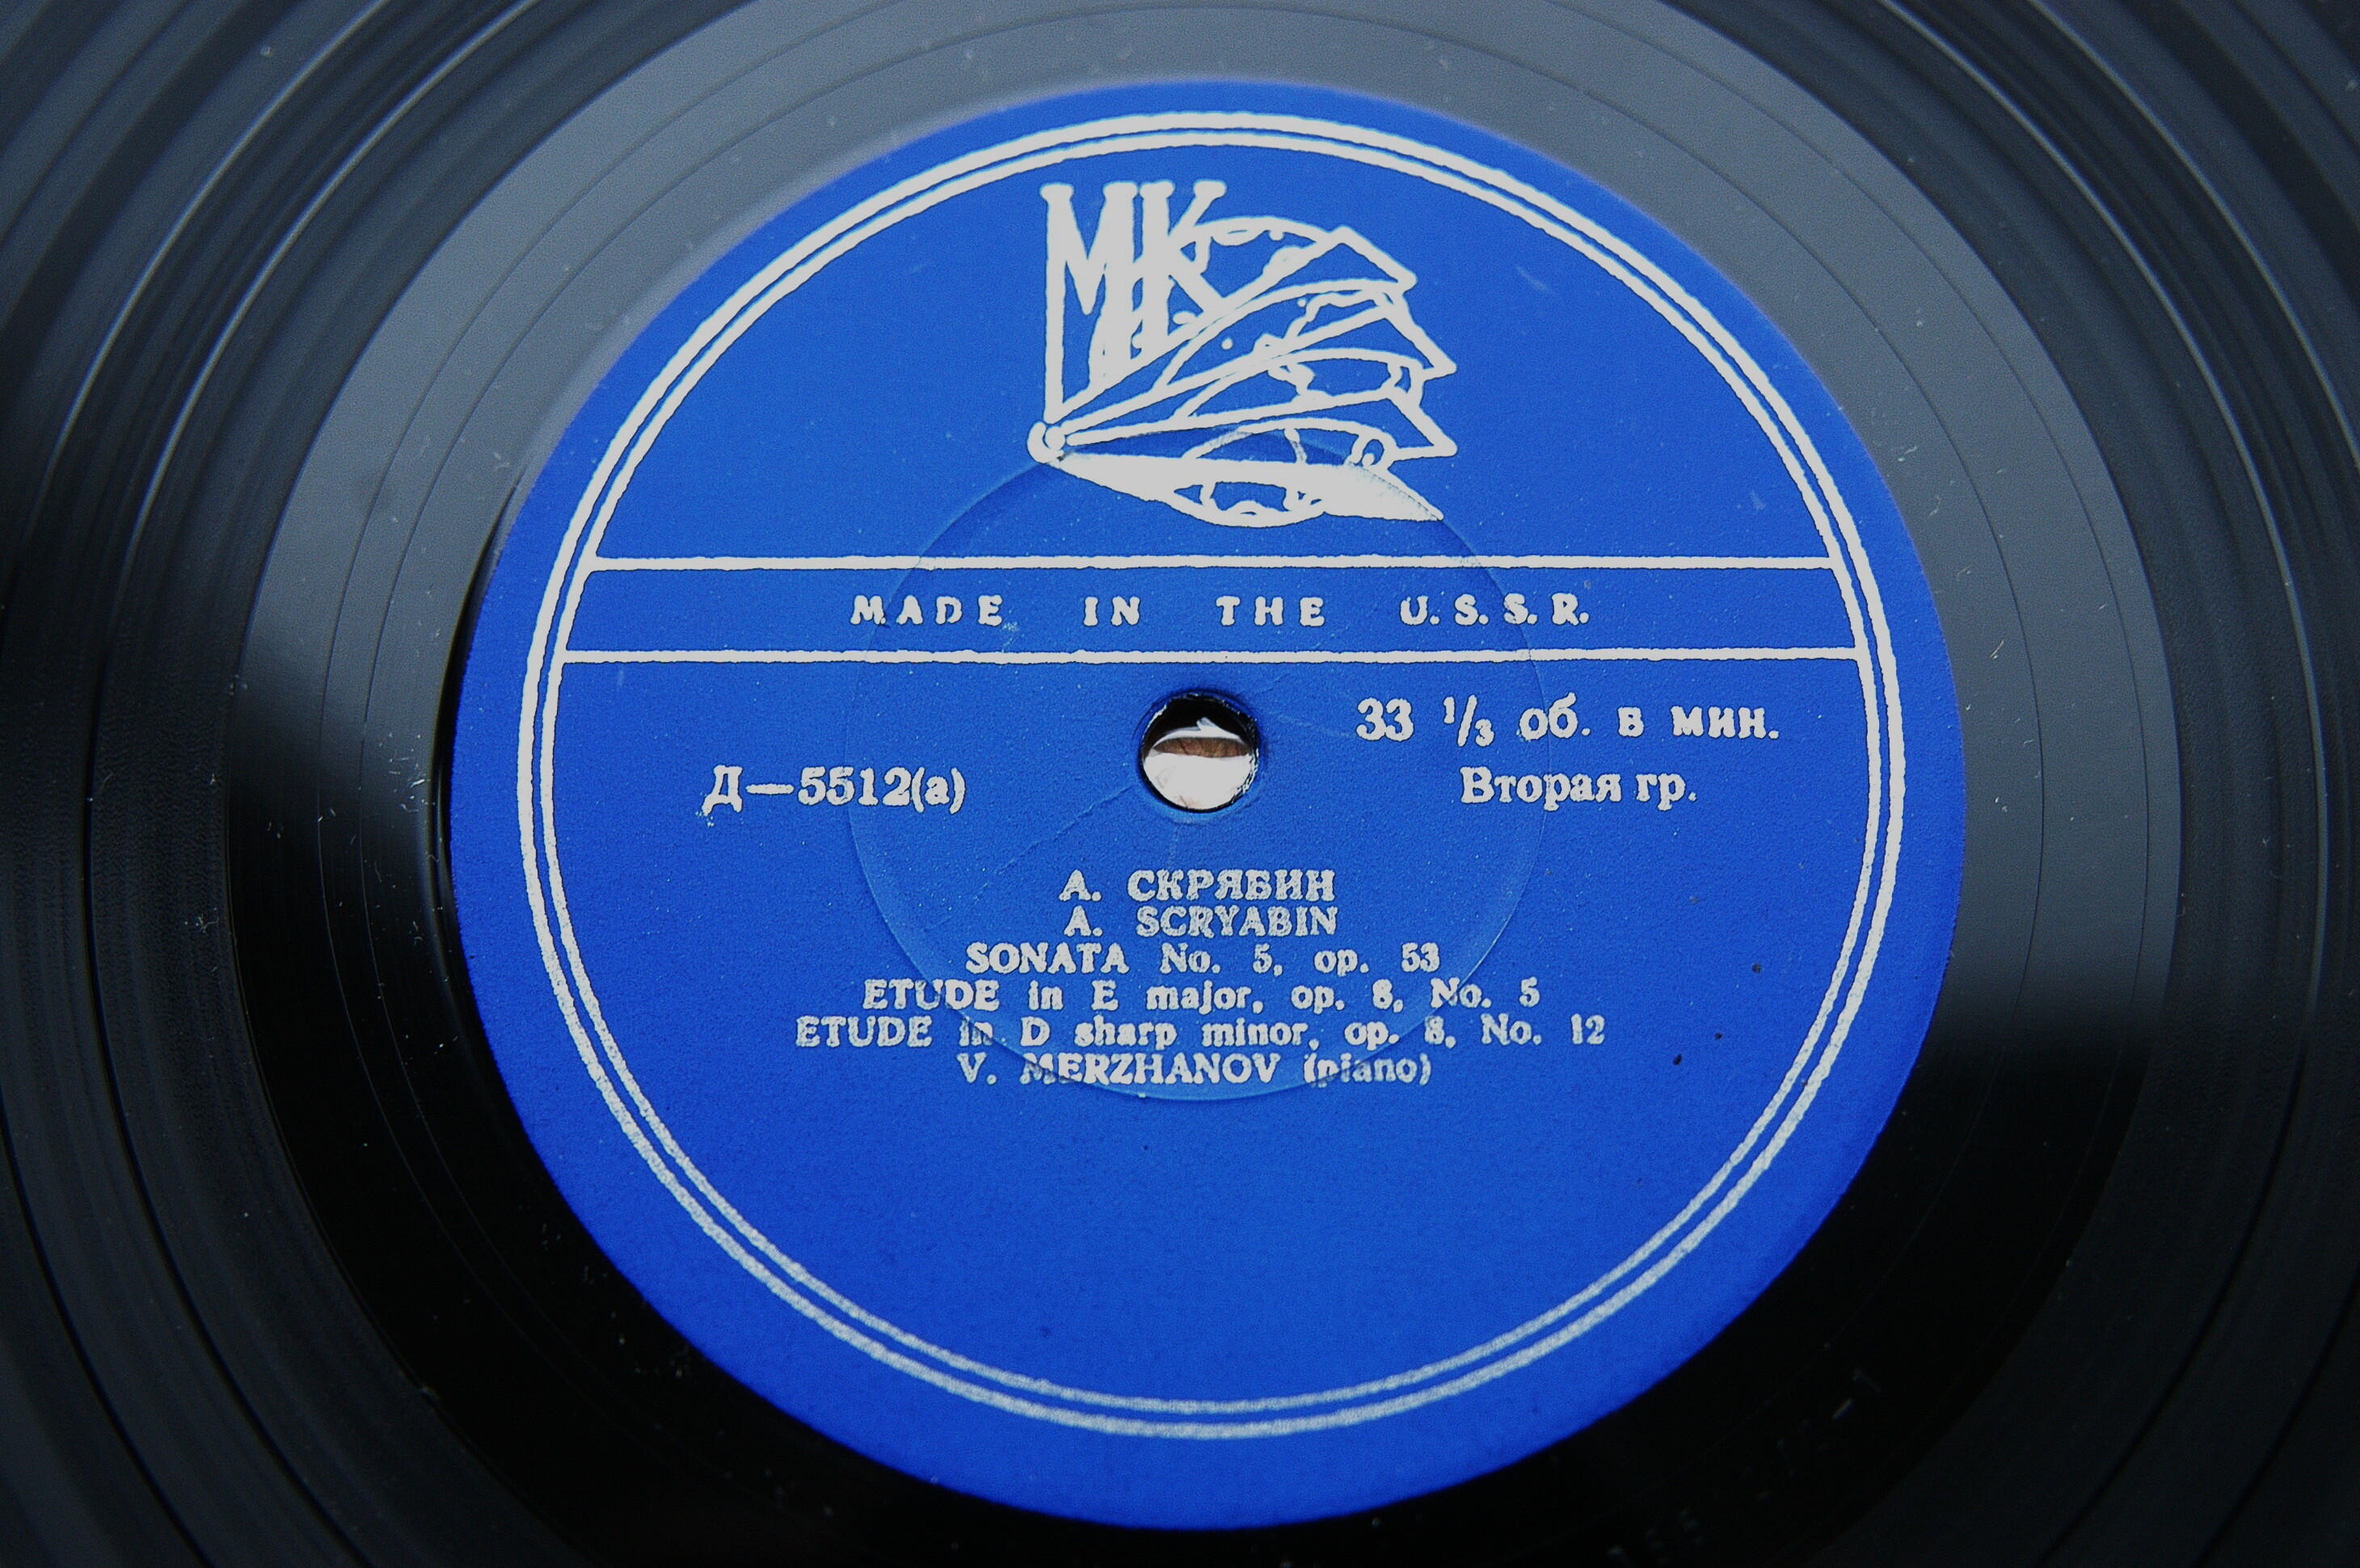 МК
MADE IN THE U.S.S.R.
33 1/3 об. в мин.
Д—5512(а)
Вторая гр.
А. СКРЯБИН
A. SCRYABIN
SONATA No. 5, op. 53
ETUDE in E major, op. 8, No. 5
ETUDE in D sharp minor, op. 8, No. 12
V. MERZHANOV (piano)